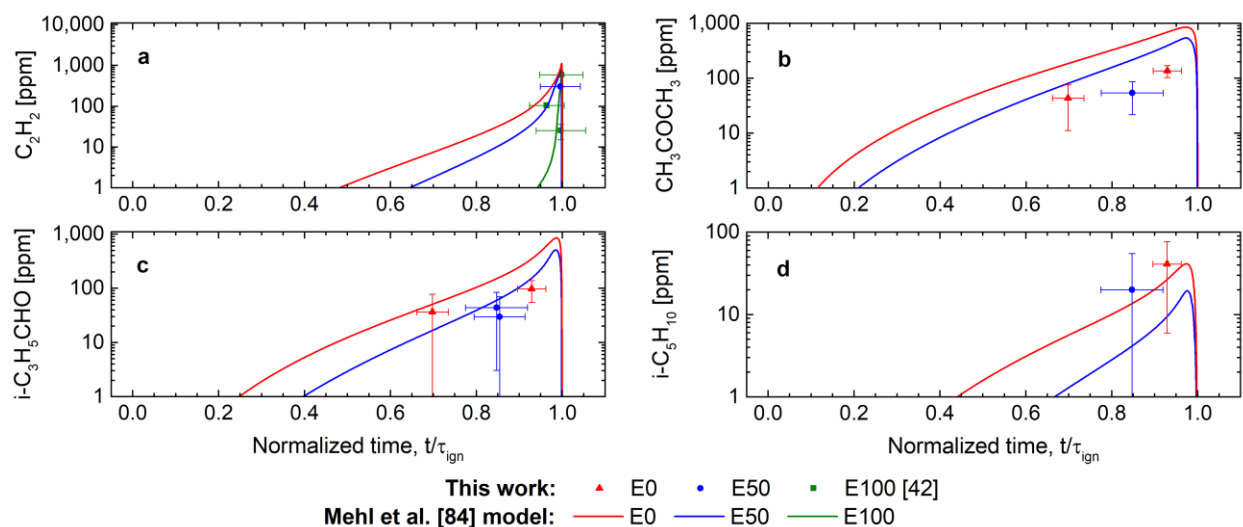 10,000
1,000
100
10
1
C₂H₂ [ppm]
a
0.0 0.2 0.4 0.6 0.8 1.0
1,000
100
10
1
CH₃COCH₃ [ppm]
b
0.0 0.2 0.4 0.6 0.8 1.0
1,000
100
10
1
i-C₃H₅CHO [ppm]
c
0.0 0.2 0.4 0.6 0.8 1.0
Normalized time, t/τign
100
10
1
i-C₅H₁₀ [ppm]
d
0.0 0.2 0.4 0.6 0.8 1.0
Normalized time, t/τign
This work: E0 E50 E100 [42]
Mehl et al. [84] model: E0 E50 E100